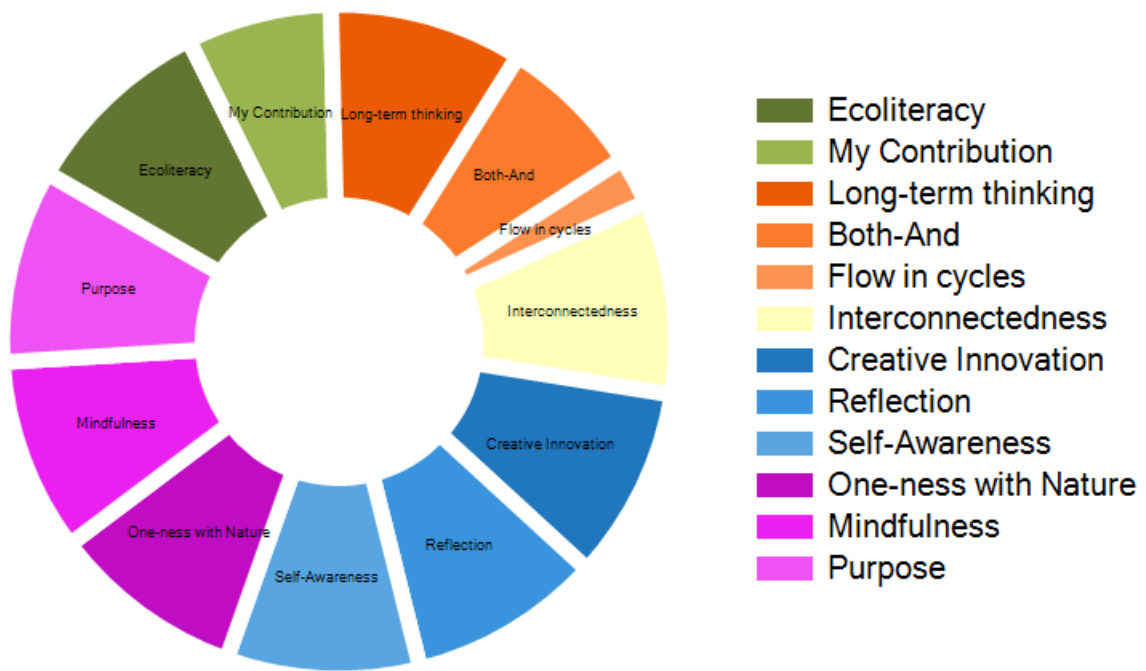 My Contribution
Long-term thinking
Ecoliteracy
Both-And
Flow in cycles
Purpose
Interconnectedness
Mindfulness
Creative Innovation
One-ness with Nature
Reflection
Self-Awareness
Ecoliteracy
My Contribution
Long-term thinking
Both-And
Flow in cycles
Interconnectedness
Creative Innovation
Reflection
Self-Awareness
One-ness with Nature
Mindfulness
Purpose